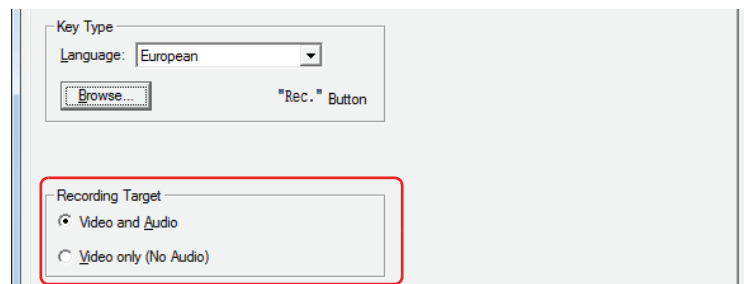 Key Type
Language: European
Browse... "Rec." Button
Recording Target
Video and Audio
Video only (No Audio)